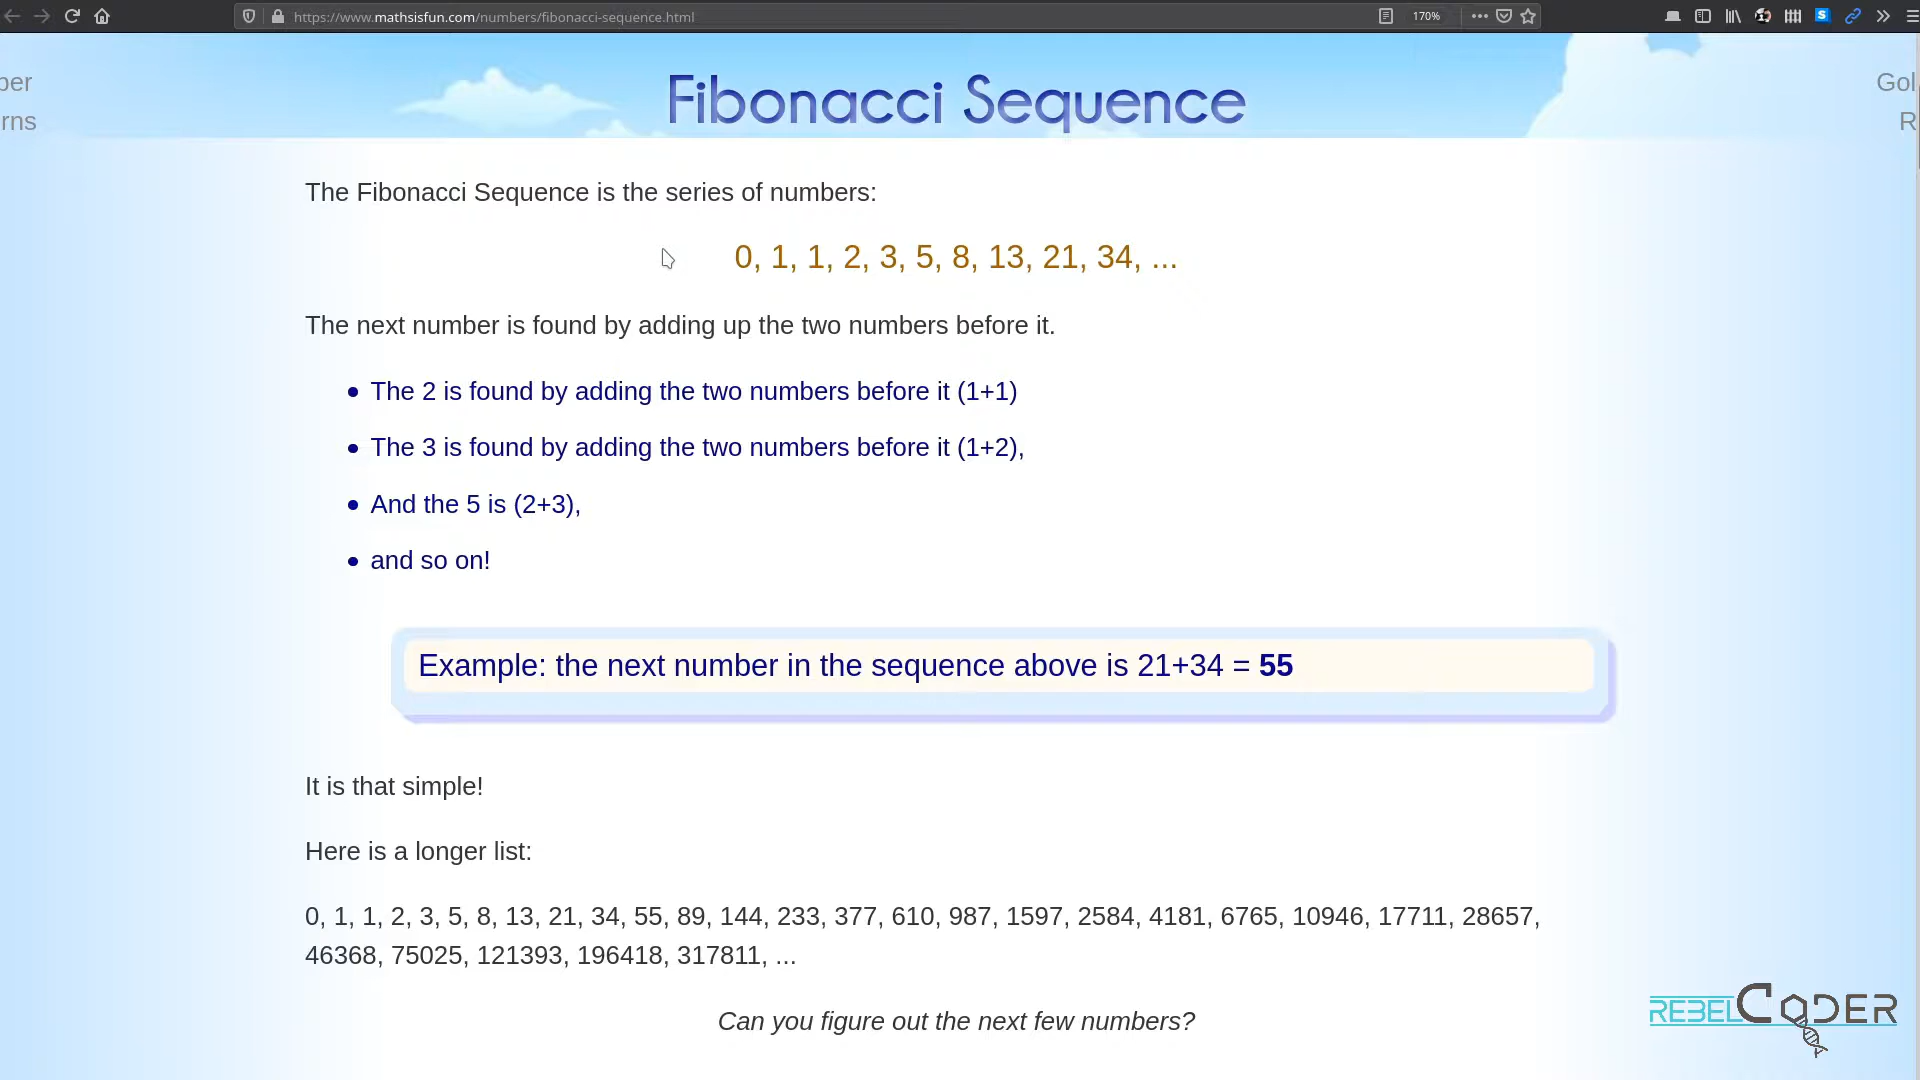 https://www.mathsisfun.com/numbers/fibonacci-sequence.html
170%
S
ber
rns
Gol
R
Fibonacci Sequence
The Fibonacci Sequence is the series of numbers:
0, 1, 1, 2, 3, 5, 8, 13, 21, 34, ...
The next number is found by adding up the two numbers before it.
• The 2 is found by adding the two numbers before it (1+1)
• The 3 is found by adding the two numbers before it (1+2),
• And the 5 is (2+3),
• and so on!
Example: the next number in the sequence above is 21+34 = 55
It is that simple!
Here is a longer list:
0, 1, 1, 2, 3, 5, 8, 13, 21, 34, 55, 89, 144, 233, 377, 610, 987, 1597, 2584, 4181, 6765, 10946, 17711, 28657,
46368, 75025, 121393, 196418, 317811, ...
Can you figure out the next few numbers?
REBELCODER